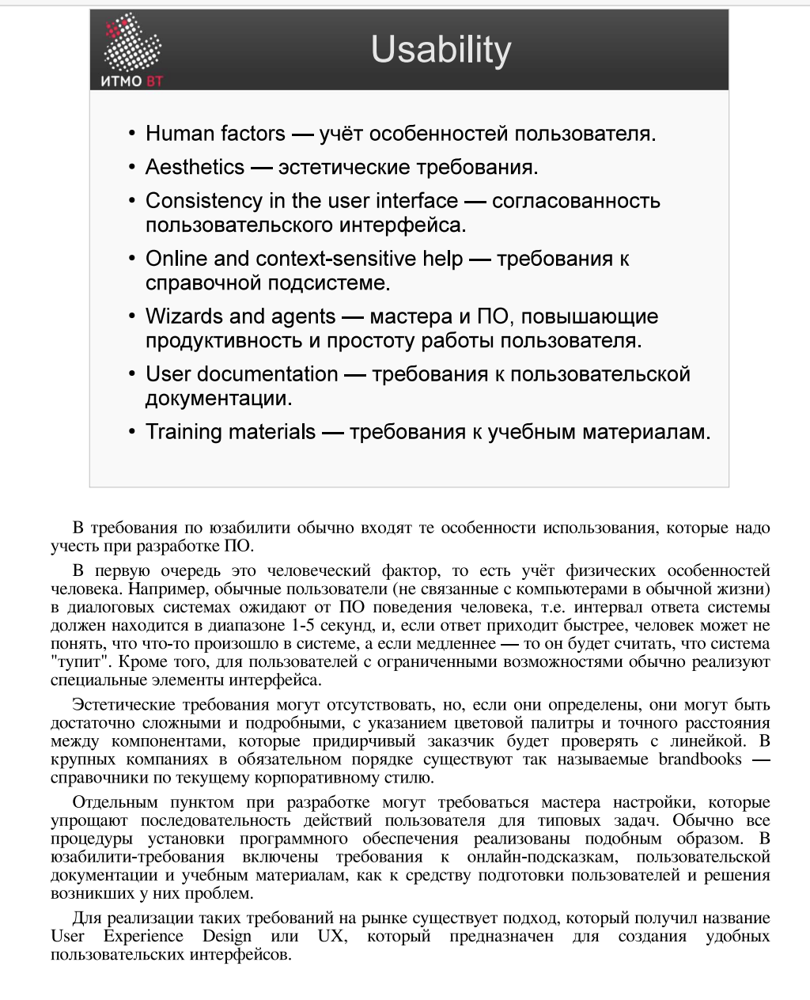 ИТМО ВТ
Usability
• Human factors — учёт особенностей пользователя.
• Aesthetics — эстетические требования.
• Consistency in the user interface — согласованность
пользовательского интерфейса.
• Online and context-sensitive help — требования к
справочной подсистеме.
• Wizards and agents — мастера и ПО, повышающие
продуктивность и простоту работы пользователя.
• User documentation — требования к пользовательской
документации.
• Training materials — требования к учебным материалам.
В требования по юзабилити обычно входят те особенности использования, которые надо
учесть при разработке ПО.
В первую очередь это человеческий фактор, то есть учёт физических особенностей
человека. Например, обычные пользователи (не связанные с компьютерами в обычной жизни)
в диалоговых системах ожидают от ПО поведения человека, т.е. интервал ответа системы
должен находится в диапазоне 1-5 секунд, и, если ответ приходит быстрее, человек может не
понять, что что-то произошло в системе, а если медленнее — то он будет считать, что система
"тупит". Кроме того, для пользователей с ограниченными возможностями обычно реализуют
специальные элементы интерфейса.
Эстетические требования могут отсутствовать, но, если они определены, они могут быть
достаточно сложными и подробными, с указанием цветовой палитры и точного расстояния
между компонентами, которые придирчивый заказчик будет проверять с линейкой. В
крупных компаниях в обязательном порядке существуют так называемые brandbooks —
справочники по текущему корпоративному стилю.
Отдельным пунктом при разработке могут требоваться мастера настройки, которые
упрощают последовательность действий пользователя для типовых задач. Обычно все
процедуры установки программного обеспечения реализованы подобным образом. В
юзабилити-требования включены требования к онлайн-подсказкам, пользовательской
документации и учебным материалам, как к средству подготовки пользователей и решения
возникших у них проблем.
Для реализации таких требований на рынке существует подход, который получил название
User Experience Design или UX, который предназначен для создания удобных
пользовательских интерфейсов.